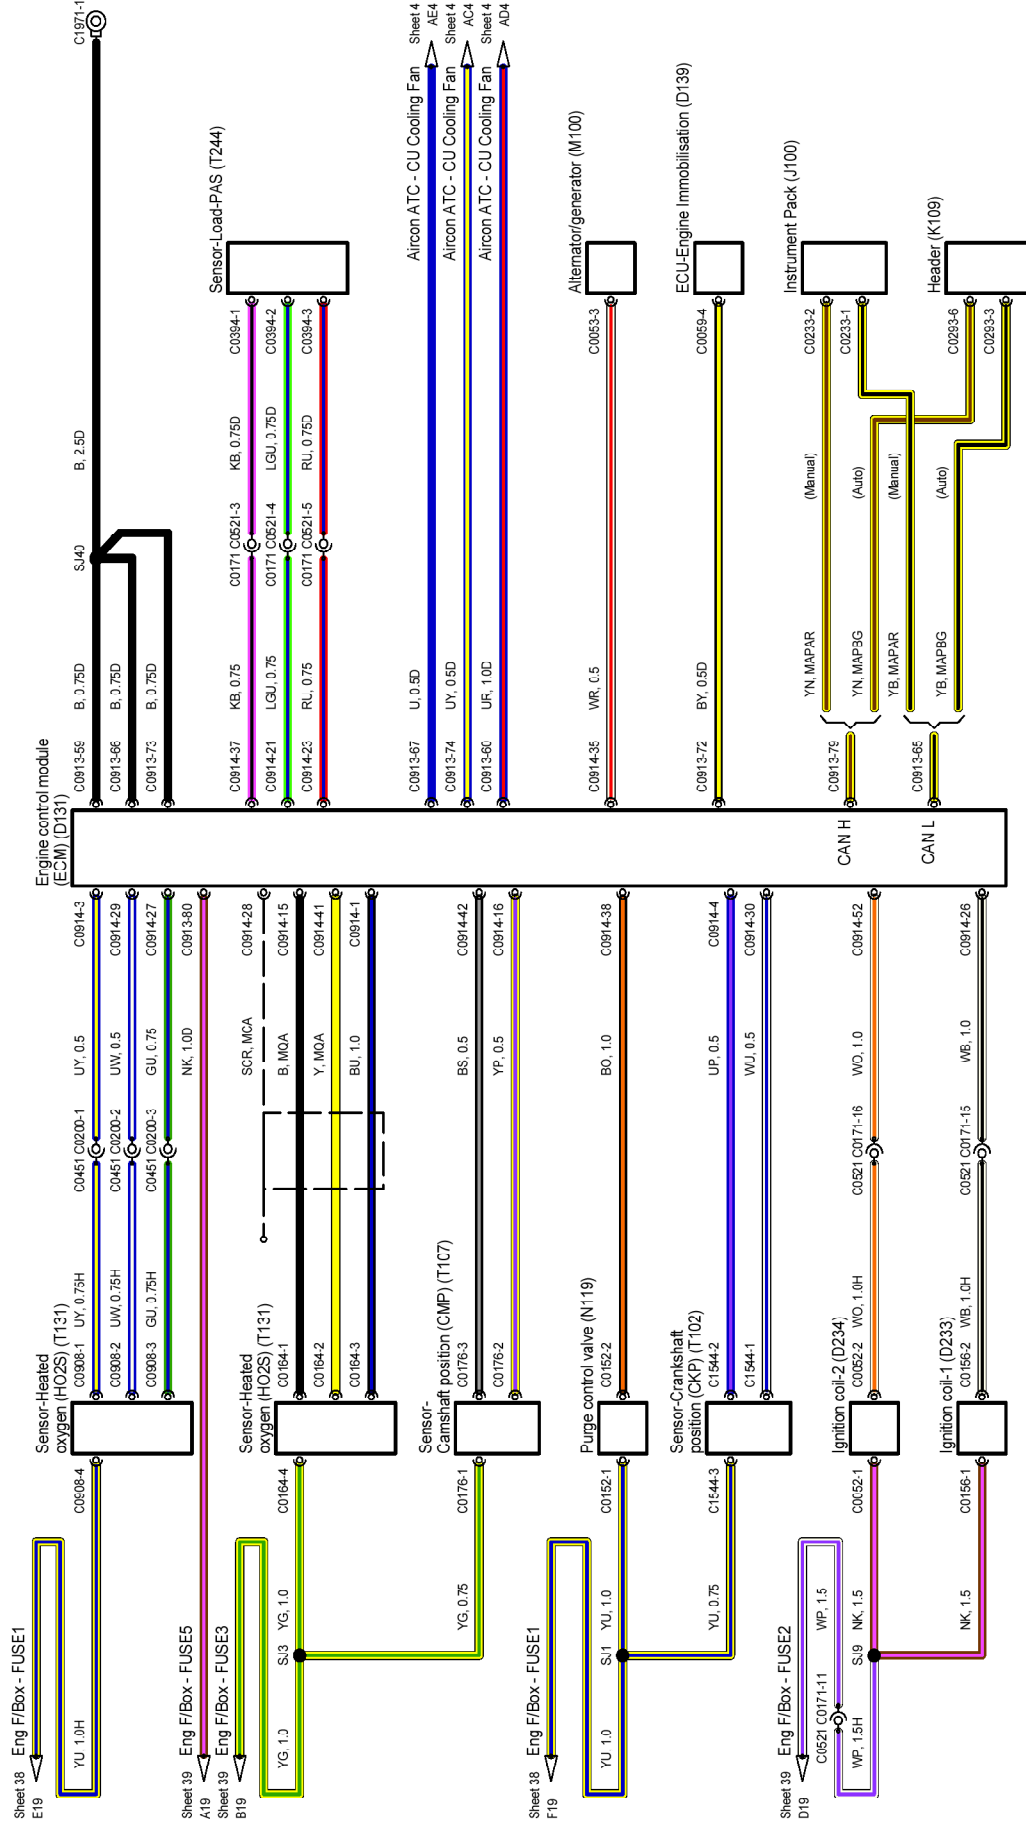 Sheet 38 Eng F/Box - FUSE1
E19
YU 1.0H
C0908-4
Sensor-Heated
oxygen (HO2S) (T131)
C0908-1 UY, 0.75H C0451 C0200-1 UY, 0.5 C0914-3
C0908-2 UW, 0.75H C0451 C0200-2 UW, 0.5 C0914-29
C0908-3 GU, 0.75H C0451 C0200-3 GU, 0.75 C0914-27
Sheet 39 Eng F/Box - FUSE5
A19
NK, 1.0D C0913-80
Sheet 39 Eng F/Box - FUSE3
B19
YG, 1.0 SJ3 YG, 1.0 C0164-4
Sensor-Heated
oxygen (HO2S) (T131)
SCR, MCA C0914-28
C0164-1 B, MQA C0914-15
C0164-2 Y, MQA C0914-41
C0164-3 BU, 1.0 C0914-1
YG, 0.75 C0176-1
Sensor-
Camshaft position (CMP) (T107)
C0176-3 BS, 0.5 C0914-42
C0176-2 YP, 0.5 C0914-16
Sheet 38 Eng F/Box - FUSE1
F19
YU 1.0 SJ1 YU, 1.0 C0152-1
Purge control valve (N119)
C0152-2 BO, 1.0 C0914-38
YU, 0.75 C1544-3
Sensor-Crankshaft
position (CKP) (T102)
C1544-2 UP, 0.5 C0914-4
C1544-1 WU, 0.5 C0914-30
Sheet 39 Eng F/Box - FUSE2
D19
C0521 C0171-11 WP, 1.5
WP, 1.5H SJ9 NK, 1.5 C0052-1
Ignition coil-2 (D234)
C0052-2 WO, 1.0H C0521 C0171-16 WO, 1.0 C0914-52
NK, 1.5 C0156-1
Ignition coil-1 (D233)
C0156-2 WB, 1.0H C0521 C0171-15 WB, 1.0 C0914-26
Engine control module
(ECM) (D131)
CAN H
CAN L
C0913-59 B, 0.75D SJ40 B, 2.5D C1971-1
C0913-66 B, 0.75D
C0913-73 B, 0.75D
Sensor-Load-PAS (T244)
C0914-37 KB, 0.75 C0171 C0521-3 KB, 0.75D C0394-1
C0914-21 LGU, 0.75 C0171 C0521-4 LGU, 0.75D C0394-2
C0914-23 RU, 0.75 C0171 C0521-5 RU, 0.75D C0394-3
C0913-67 U, 0.5D Aircon ATC - CU Cooling Fan Sheet 4
AE4
C0913-74 UY, 0.5D Aircon ATC - CU Cooling Fan Sheet 4
AC4
C0913-60 UR, 1.0D Aircon ATC - CU Cooling Fan Sheet 4
AD4
Alternator/generator (M100)
C0914-35 WR, 0.5 C0053-3
ECU-Engine Immobilisation (D139)
C0913-72 BY, 0.5D C0059-4
Instrument Pack (J100)
C0913-79
YN, MAPAR (Manual) C0233-2
YN, MAPBG (Auto) C0233-1
C0913-65
YB, MAPAR (Manual)
YB, MAPBG (Auto)
Header (K109)
C0293-6
C0293-3